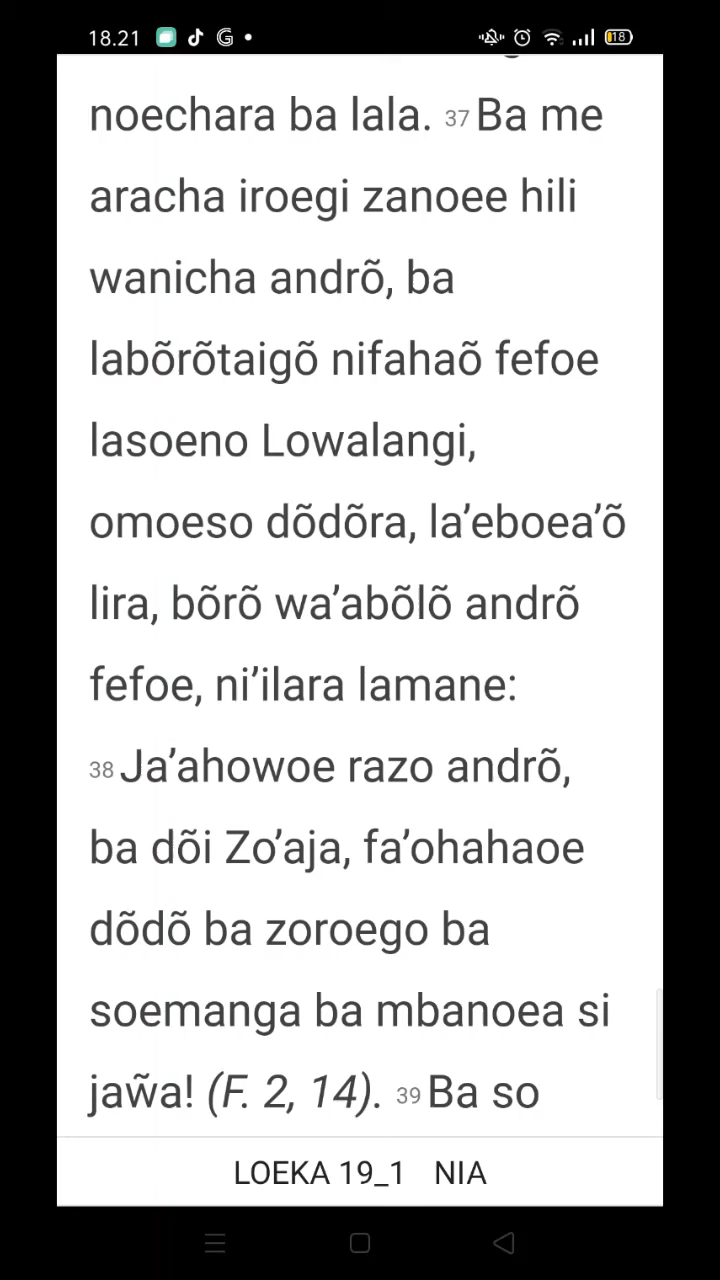 18.21
18
noechara ba lala. 37 Ba me
aracha iroegi zanoee hili
wanicha andrõ, ba
labõrõtaigõ nifahaõ fefoe
lasoeno Lowalangi,
omoeso dõdõra, la’eboea’õ
lira, bõrõ wa’abõlõ andrõ
fefoe, ni’ilara lamane:
38 Ja’ahowoe razo andrõ,
ba dõi Zo’aja, fa’ohahaoe
dõdõ ba zoroego ba
soemanga ba mbanoea si
jaw̃a! (F. 2, 14). 39 Ba so
LOEKA 19_1 NIA